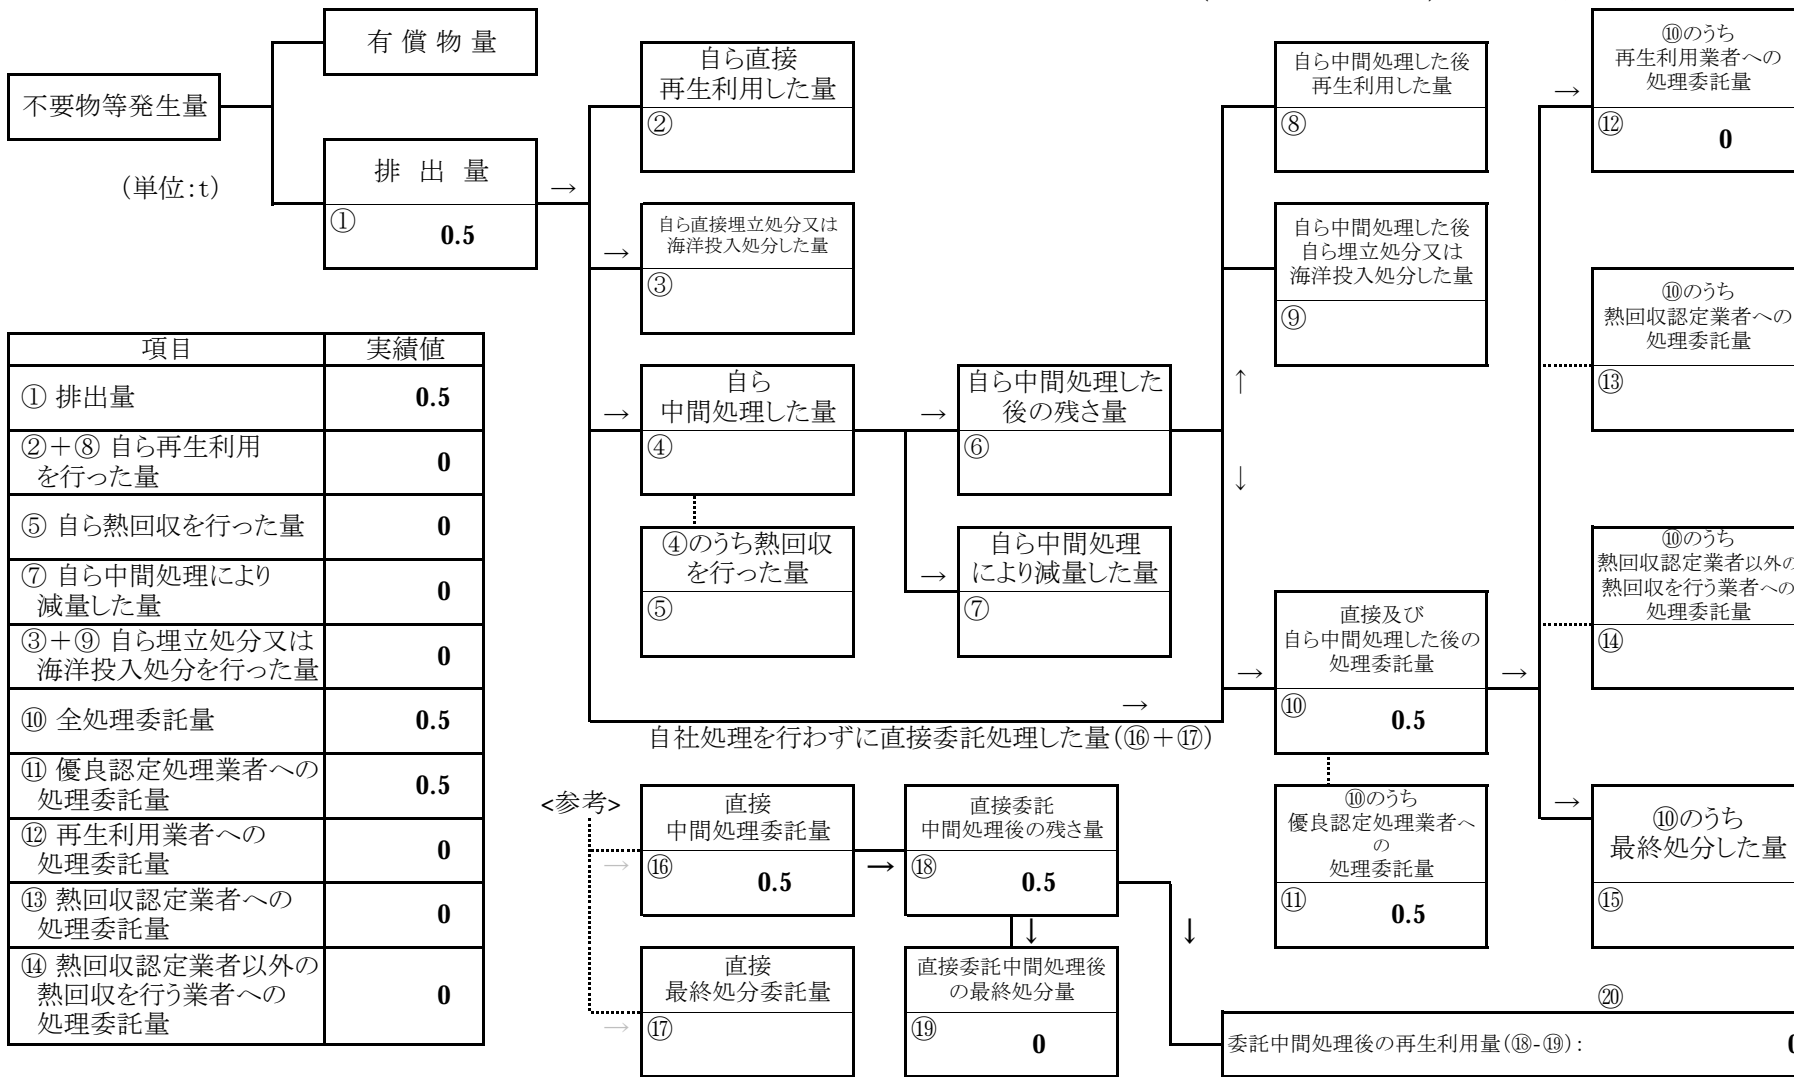 有 償 物 量
不要物等発生量
(単位:t)
排 出 量
①
0.5
→
自ら直接
再生利用した量
②
→
自ら直接埋立処分又は
海洋投入処分した量
③
→
自ら
中間処理した量
④
④のうち熱回収
を行った量
⑤
→
自ら中間処理した
後の残さ量
⑥
→
自ら中間処理
により減量した量
⑦
自ら中間処理した後
再生利用した量
⑧
自ら中間処理した後
自ら埋立処分又は
海洋投入処分した量
⑨
↑
↓
→
直接及び
自ら中間処理した後の
処理委託量
⑩
0.5
→
⑩のうち
優良認定処理業者へ
の
処理委託量
⑪
0.5
→
⑩のうち
再生利用業者への
処理委託量
⑫
0
⑩のうち
熱回収認定業者への
処理委託量
⑬
⑩のうち
熱回収認定業者以外の
熱回収を行う業者への
処理委託量
⑭
→
⑩のうち
最終処分した量
⑮
→
自社処理を行わずに直接委託処理した量(⑯+⑰)
<参考>
→
直接
中間処理委託量
⑯
0.5
→
直接委託
中間処理後の残さ量
⑱
0.5
↓
↓
→
直接
最終処分委託量
⑰
直接委託中間処理後
の最終処分量
⑲
0
⑳
委託中間処理後の再生利用量(⑱-⑲):
項目 実績値
① 排出量 0.5
②+⑧ 自ら再生利用
を行った量 0
⑤ 自ら熱回収を行った量 0
⑦ 自ら中間処理により
減量した量 0
③+⑨ 自ら埋立処分又は
海洋投入処分を行った量 0
⑩ 全処理委託量 0.5
⑪ 優良認定処理業者への
処理委託量 0.5
⑫ 再生利用業者への
処理委託量 0
⑬ 熱回収認定業者への
処理委託量 0
⑭ 熱回収認定業者以外の
熱回収を行う業者への
処理委託量 0